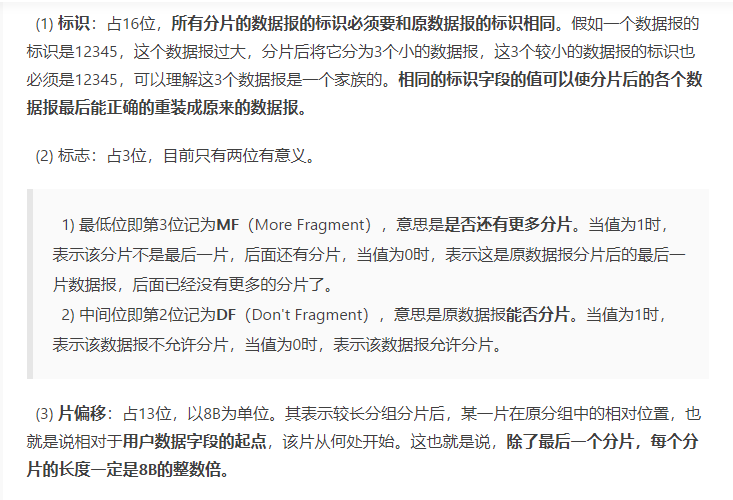 (1) 标识：占16位，所有分片的数据报的标识必须要和原数据报的标识相同。假如一个数据报的
标识是12345，这个数据报过大，分片后将它分为3个小的数据报，这3个较小的数据报的标识也
必须是12345，可以理解这3个数据报是一个家族的。相同的标识字段的值可以使分片后的各个数
据报最后能正确的重装成原来的数据报。
(2) 标志：占3位，目前只有两位有意义。
1) 最低位即第3位记为MF（More Fragment），意思是是否还有更多分片。当值为1时，
表示该分片不是最后一片，后面还有分片，当值为0时，表示这是原数据报分片后的最后一
片数据报，后面已经没有更多的分片了。
2) 中间位即第2位记为DF（Don't Fragment），意思是原数据报能否分片。当值为1时，
表示该数据报不允许分片，当值为0时，表示该数据报允许分片。
(3) 片偏移：占13位，以8B为单位。其表示较长分组分片后，某一片在原分组中的相对位置，也
就是说相对于用户数据字段的起点，该片从何处开始。这也就是说，除了最后一个分片，每个分
片的长度一定是8B的整数倍。